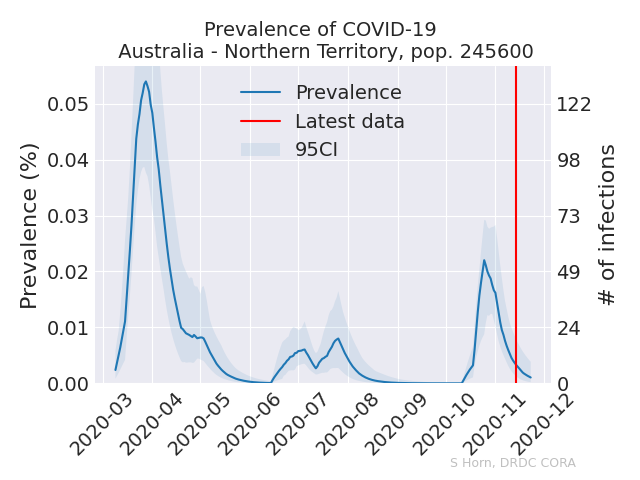 Prevalence of COVID-19
Australia - Northern Territory, pop. 245600
Prevalence
Latest data
95CI
Prevalence (%)
0.05
0.04
0.03
0.02
0.01
0.00
# of infections
122
98
73
49
24
0
2020-03
2020-04
2020-05
2020-06
2020-07
2020-08
2020-09
2020-10
2020-11
2020-12
S Horn, DRDC CORA